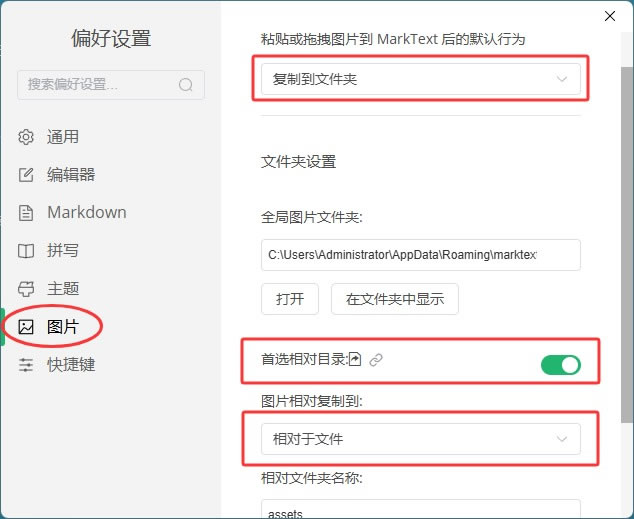 偏好设置
搜索偏好设置...
通用
编辑器
Markdown
拼写
主题
图片
快捷键
粘贴或拖拽图片到 MarkText 后的默认行为
复制到文件夹
文件夹设置
全局图片文件夹:
C:\Users\Administrator\AppData\Roaming\marktex
打开 在文件夹中显示
首选相对目录:
图片相对复制到:
相对于文件
相对文件夹名称:
assets